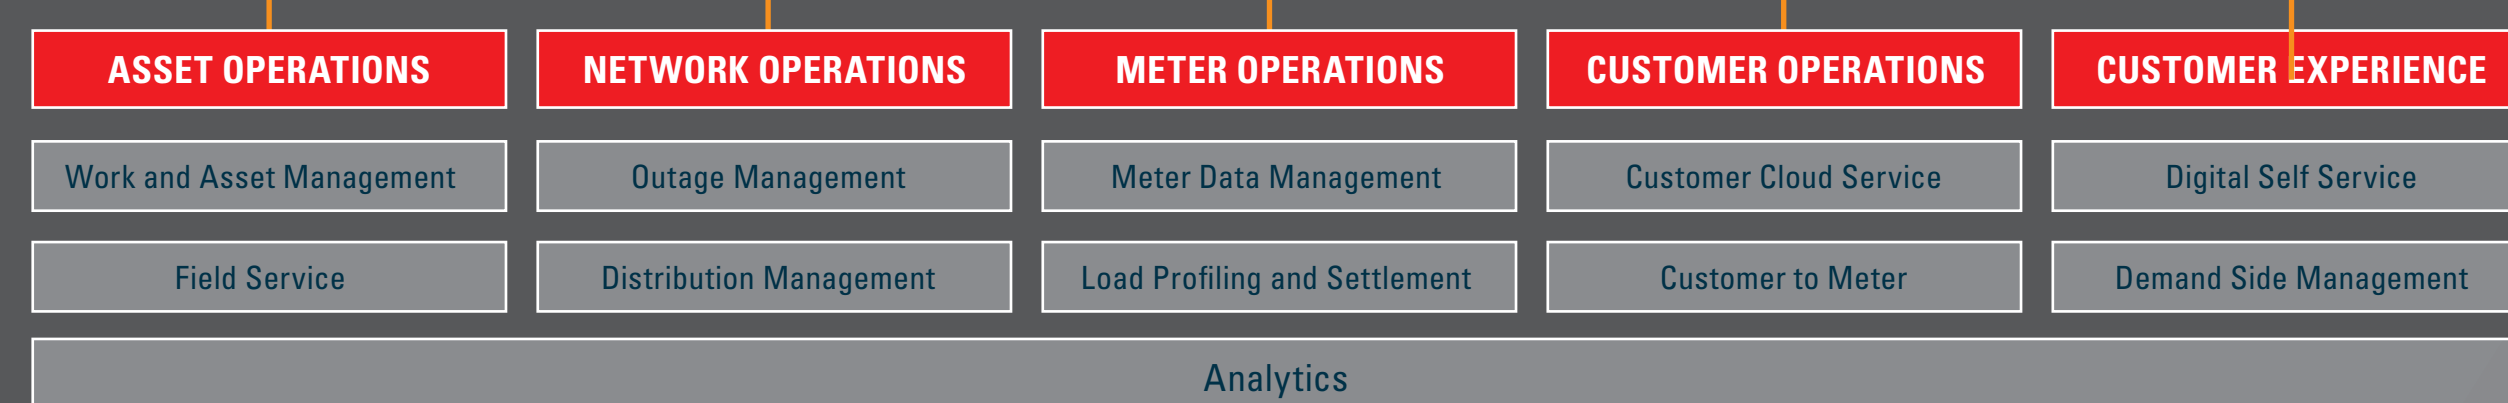 ASSET OPERATIONS
NETWORK OPERATIONS
METER OPERATIONS
CUSTOMER OPERATIONS
CUSTOMER EXPERIENCE
Work and Asset Management
Outage Management
Meter Data Management
Customer Cloud Service
Digital Self Service
Field Service
Distribution Management
Load Profiling and Settlement
Customer to Meter
Demand Side Management
Analytics